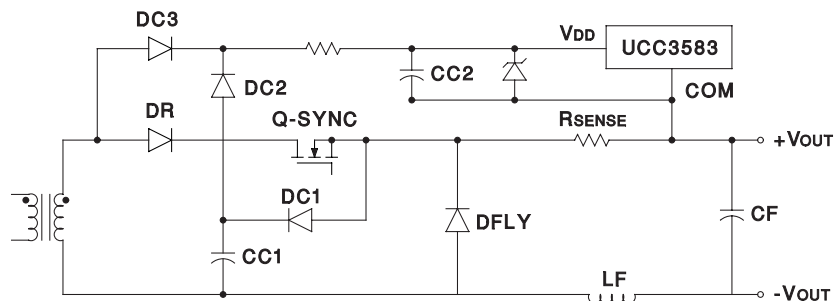 DC3
VDD
UCC3583
CC2
DC2
COM
DR
Q-SYNC
RSENSE
+VOUT
DC1
DFLY
CF
CC1
LF
-VOUT